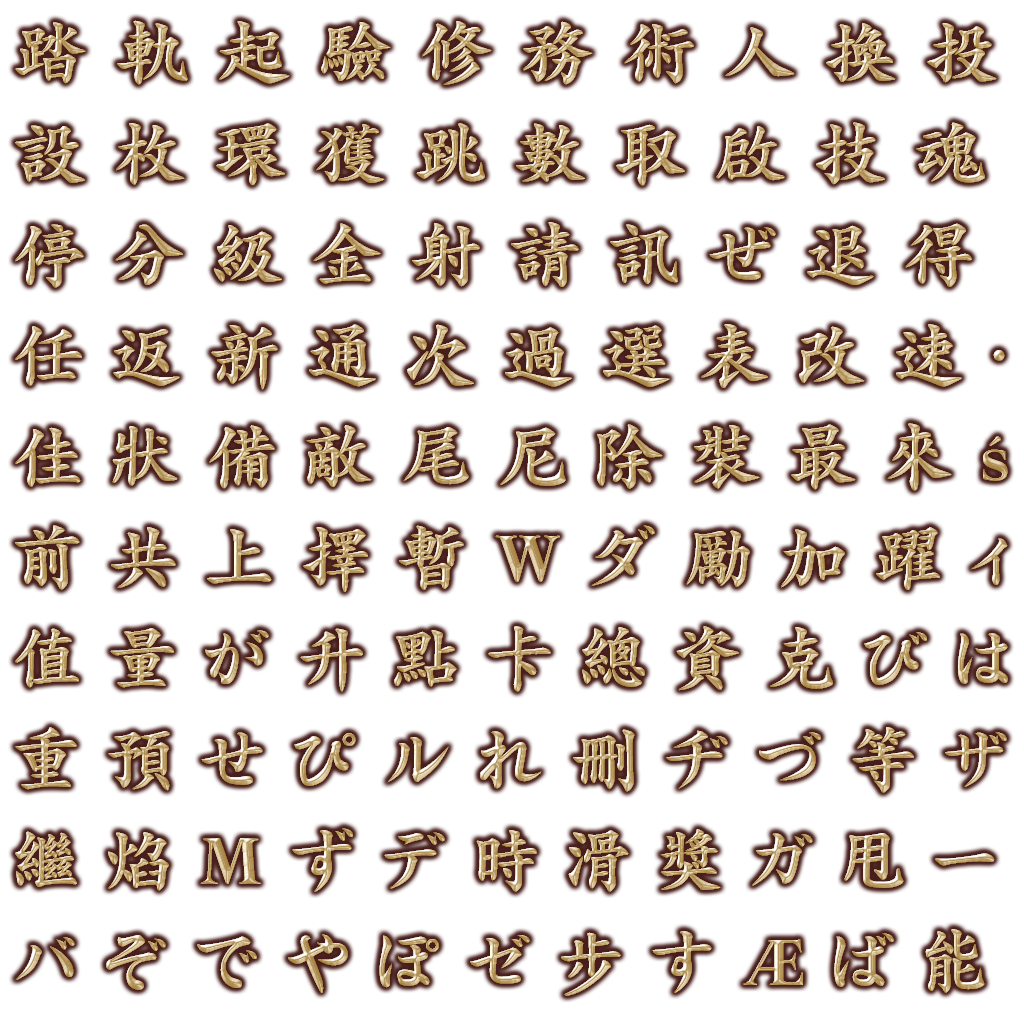 踏軌起驗修務術人換投
設枚環獲跳數取啟技魂
停分級金射請訊ぜ退得
任返新通次過選表改速·
佳狀備敵尾尼除裝最來ś
前共上擇暫Wダ勵加躍ィ
值量が升點卡總資克びは
重預せぴルれ刪ヂづ等ザ
繼焰Mずデ時滑獎ガ甩一
バぞでやぽゼ步すÆば能